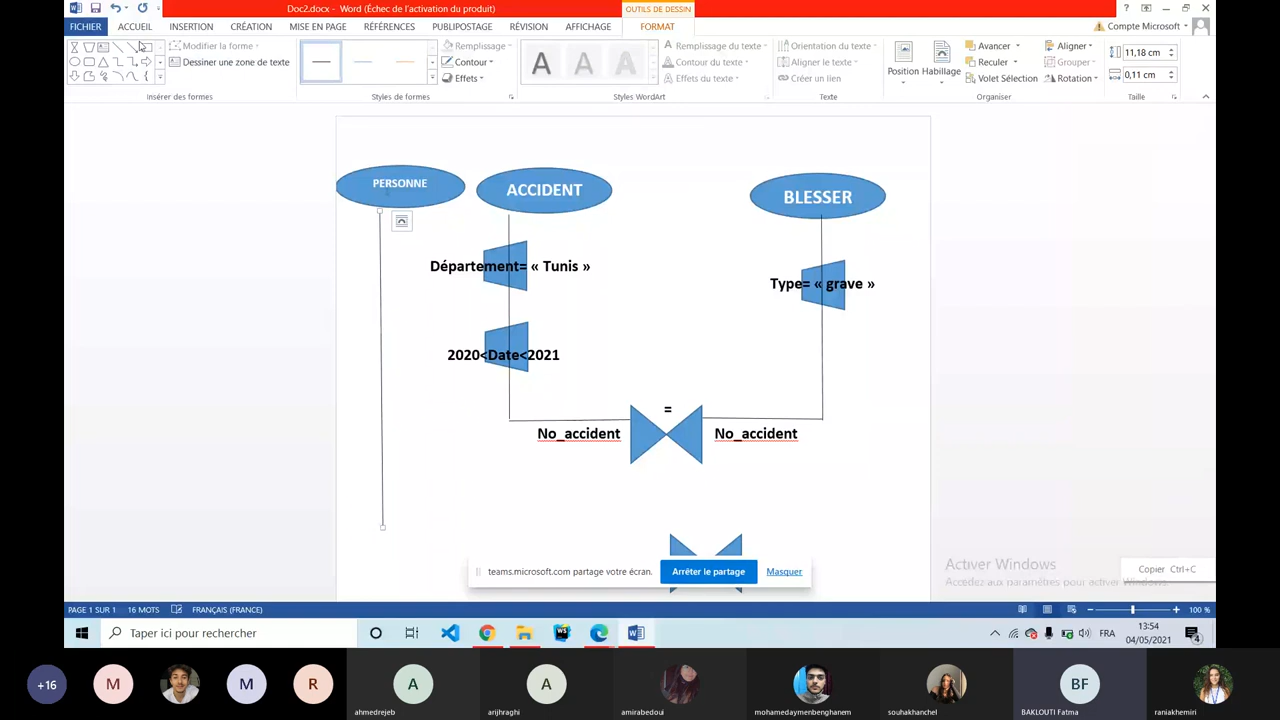 Doc2.docx - Word (Échec de l'activation du produit)
OUTILS DE DESSIN
FICHIER ACCUEIL INSERTION CRÉATION MISE EN PAGE RÉFÉRENCES PUBLIPOSTAGE RÉVISION AFFICHAGE FORMAT Compte Microsoft
Modifier la forme
Dessiner une zone de texte
Insérer des formes
Remplissage
Contour
Effets
Styles de formes
A A A
Remplissage du texte
Contour du texte
Effets du texte
Styles WordArt
Orientation du texte
Aligner le texte
Créer un lien
Texte
Position Habillage
Avancer
Reculer
Volet Sélection
Aligner
Grouper
Rotation
Organiser
11,18 cm
0,11 cm
Taille
PERSONNE ACCIDENT BLESSER
Département= « Tunis »
Type= « grave »
2020<Date<2021
=
No_accident No_accident
teams.microsoft.com partage votre écran. Arrêter le partage Masquer
Activer Windows
Accédez aux paramètres pour activer Windows.
Copier Ctrl+C
PAGE 1 SUR 1 16 MOTS FRANÇAIS (FRANCE) 100 %
Taper ici pour rechercher
FRA
13:54
04/05/2021
4
+16 M M R A A BF
ahmedrejeb arijhraghi amirabedoui mohamedaymenbenghanem souhakhanchel BAKLOUTI Fatma raniakhemiri